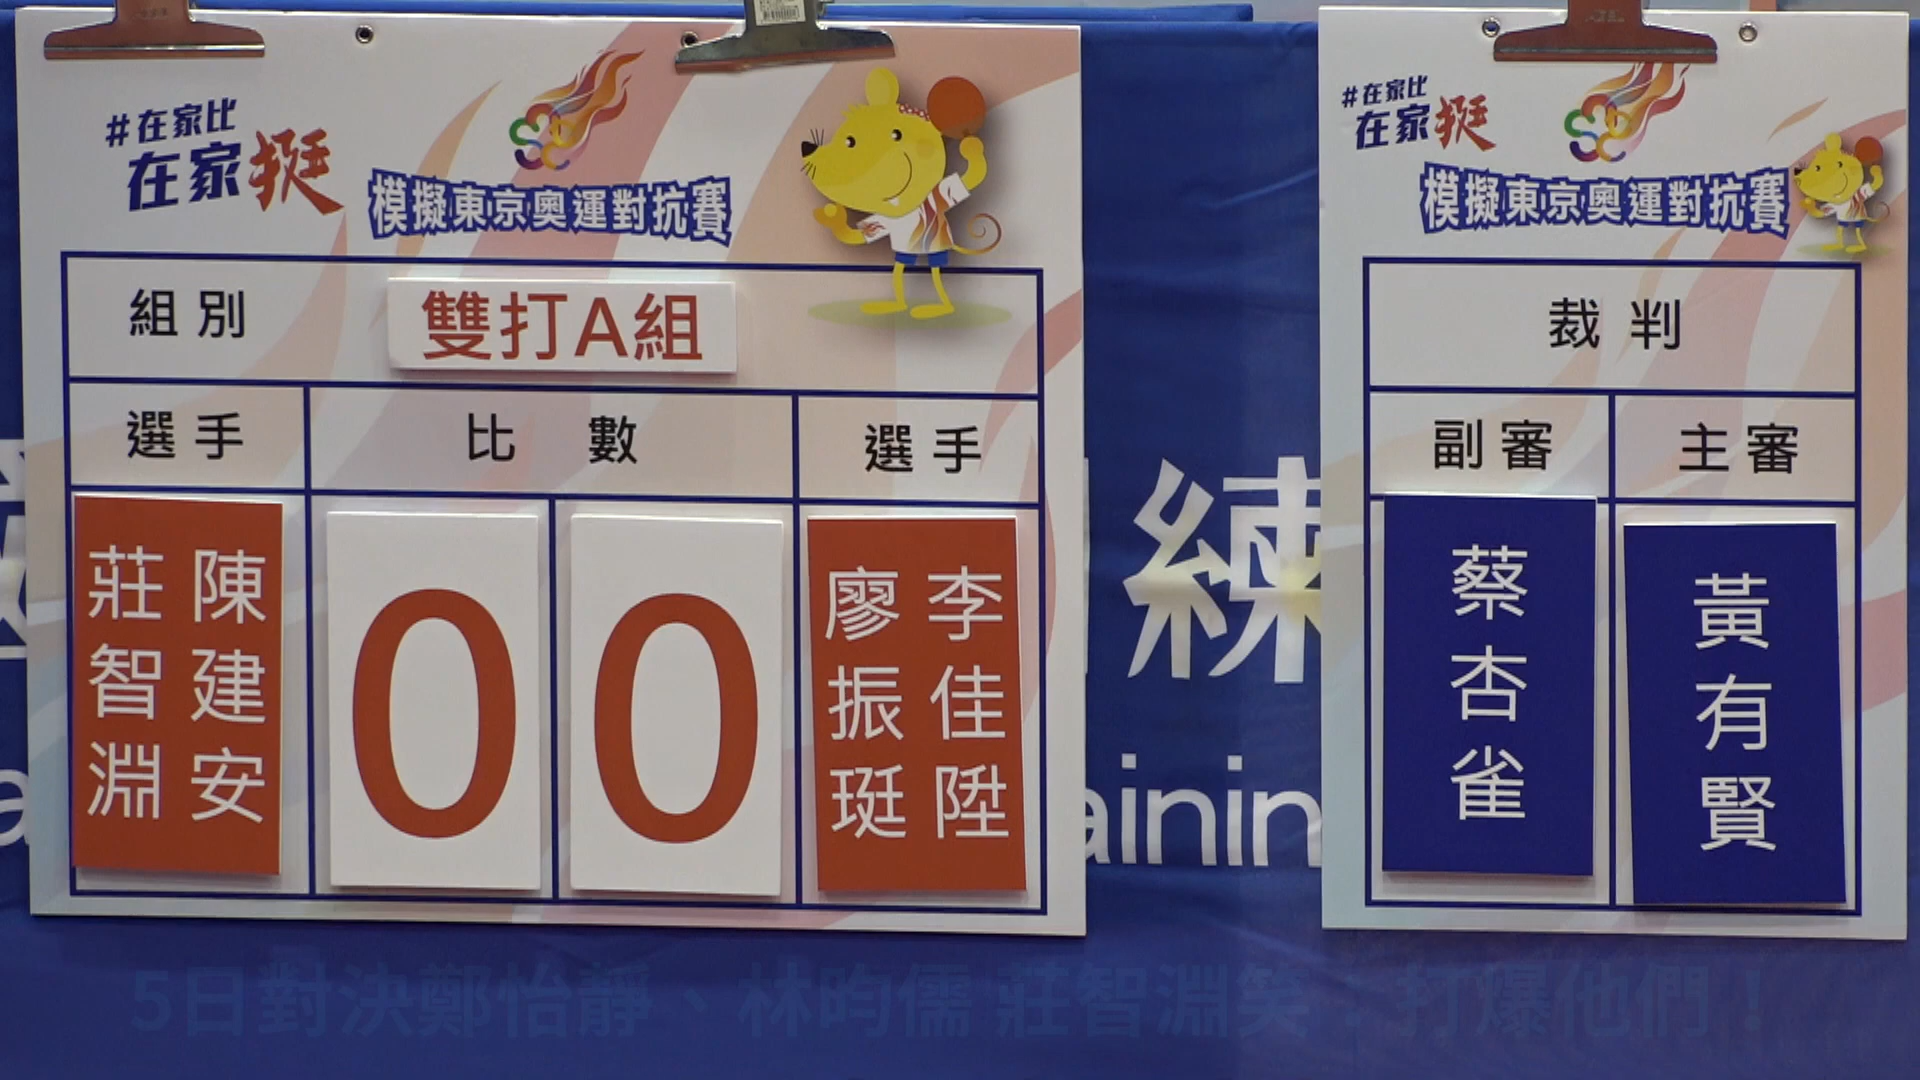 #在家比
在家挺
模擬東京奧運對抗賽
組別
雙打A組
選手
比數
選手
陳建安
莊智淵
0
0
李佳陞
廖振珽
#在家比
在家挺
模擬東京奧運對抗賽
裁判
副審
主審
蔡杏雀
黃有賢
練
aining
5日對決鄭怡靜、林昀儒 莊智淵笑：打爆他們！